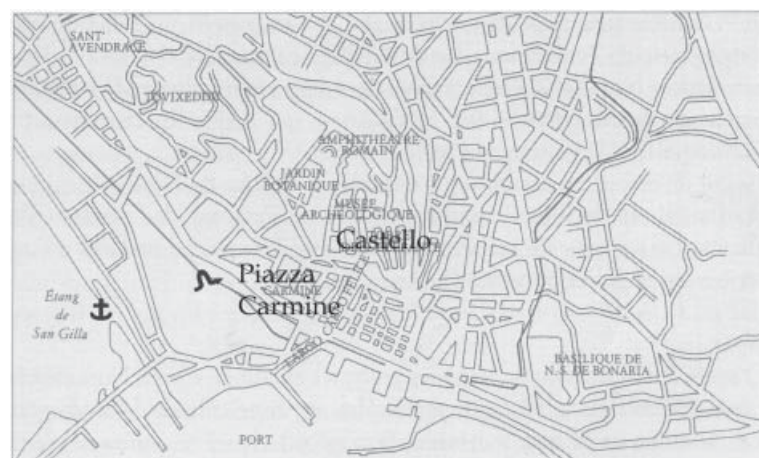 SANT'
AVENDRACE
TUVIXEDDU
AMPHITHÉATRE
ROMAIN
JARDIN
BOTANIQUE
MUSÉE
ARCHÉOLOGIQUE
Castello
Piazza
CARMINE
Carmine
Étang
de
San Gilla
LARGO
BASILIQUE DE
N.-S. DE BONARIA
PORT